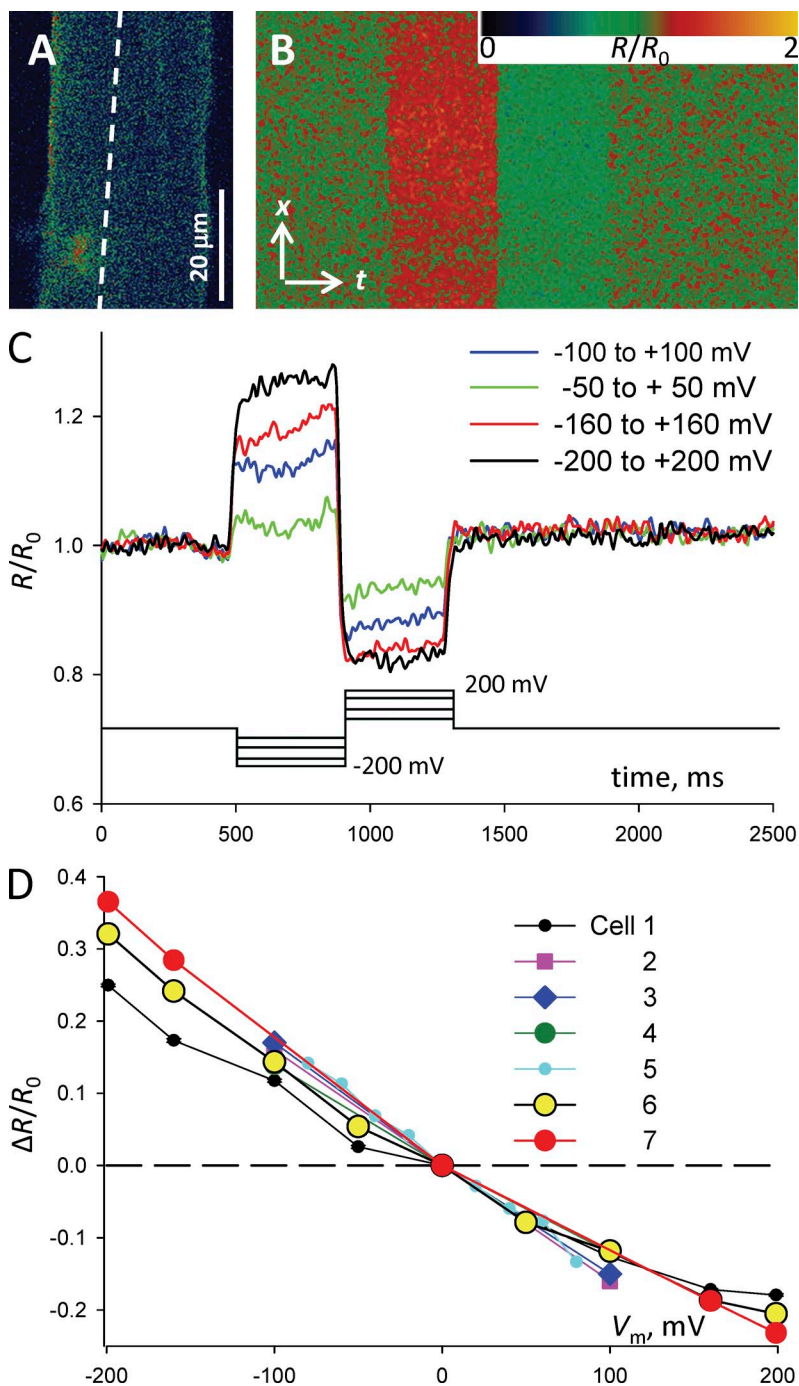 A
20 µm
B
0 R/R0 2
x
t
C
-100 to +100 mV
-50 to + 50 mV
-160 to +160 mV
-200 to +200 mV
1.2
1.0
0.8
0.6
R/R0
200 mV
-200 mV
time, ms
0 500 1000 1500 2000 2500
D
0.4
0.3
0.2
0.1
0.0
-0.1
-0.2
ΔR/R0
Cell 1
2
3
4
5
6
7
Vm, mV
-200 -100 0 100 200